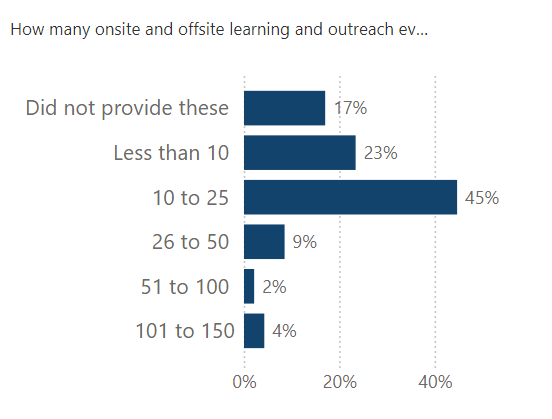 How many onsite and offsite learning and outreach ev...
Did not provide these 17%
Less than 10 23%
10 to 25 45%
26 to 50 9%
51 to 100 2%
101 to 150 4%
0% 20% 40%